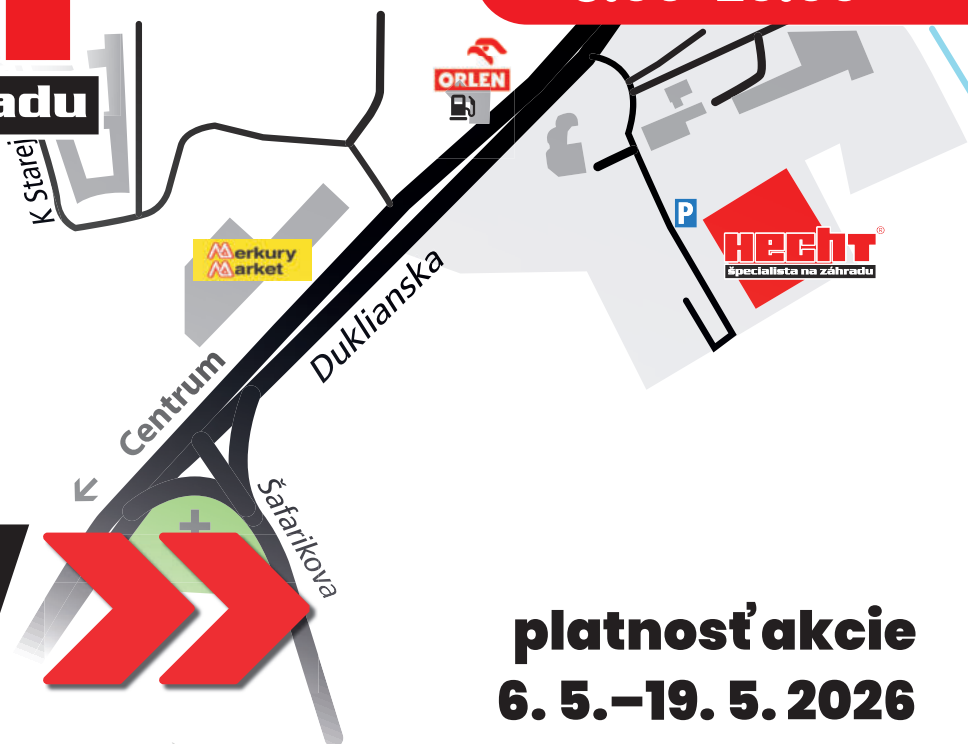 ORLEN
adu
K Starej
P
Merkury
Market
HECHT®
špecialista na záhradu
Duklianska
Centrum
Šafarikova
platnosť akcie
6. 5.–19. 5. 2026